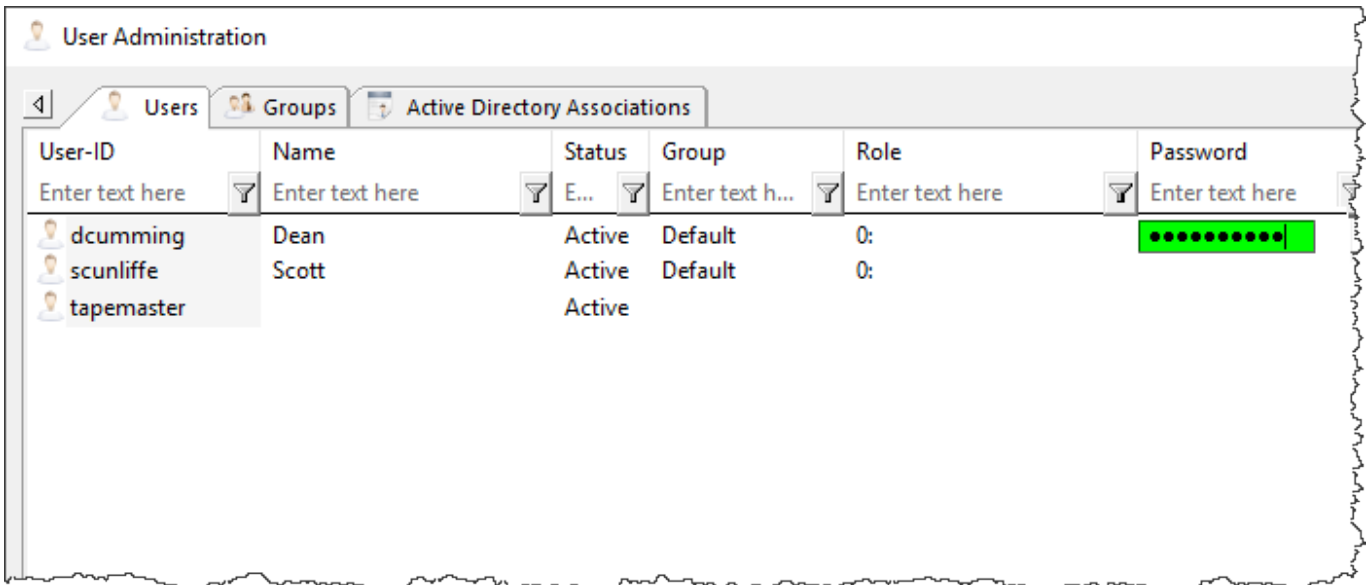 User Administration
Users Groups Active Directory Associations
User-ID Name Status Group Role Password
Enter text here Enter text here E... Enter text h... Enter text here Enter text here
dcumming Dean Active Default 0: ●●●●●●●●●●
scunliffe Scott Active Default 0:
tapemaster Active